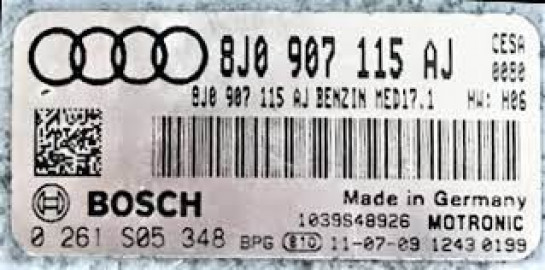 8J0 907 115 AJ CESA
8J0 907 115 AJ BENZIN MED17.1 HW: H06
BOSCH Made in Germany
1039S48926 MOTRONIC
0 261 S05 348 BPG 11-07-09 1243 0199